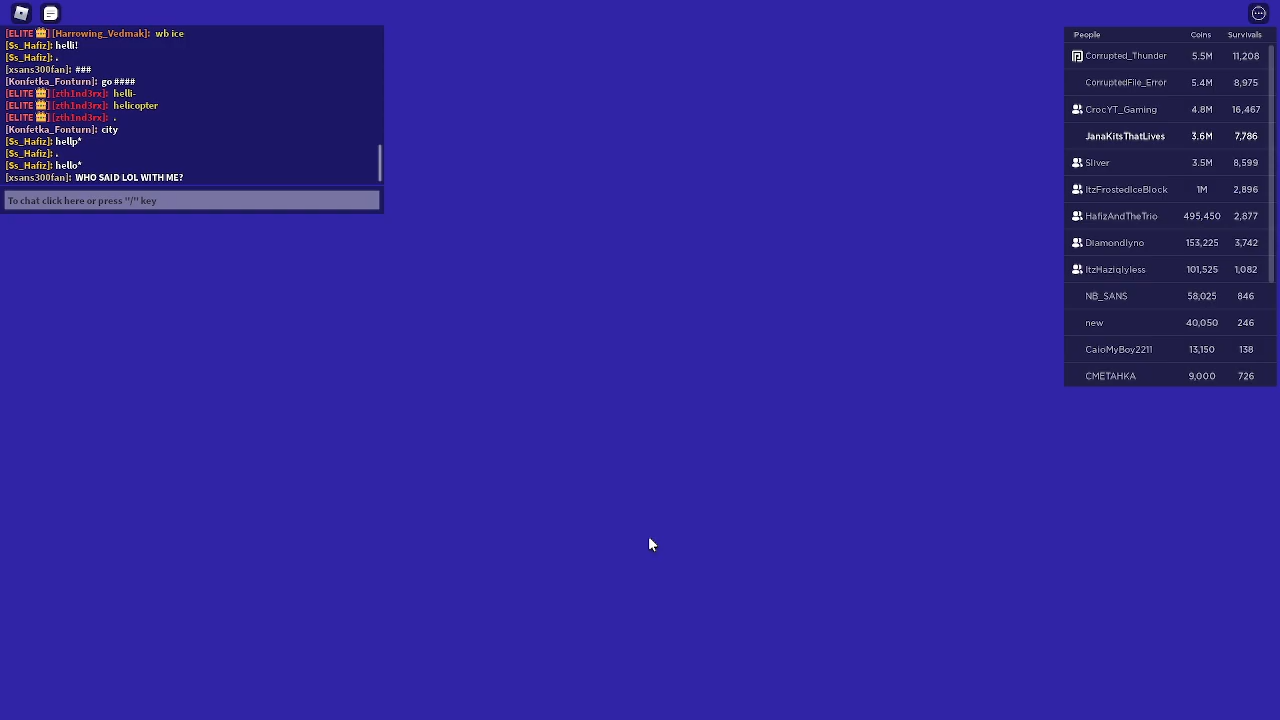 [ELITE 💼][Harrowing_Vedmak]: wb ice
[$s_Hafiz]: helli!
[$s_Hafiz]: .
[xsans300fan]: ###
[Konfetka_Fonturn]: go ####
[ELITE 💼][zth1nd3rx]: helli-
[ELITE 💼][zth1nd3rx]: helicopter
[ELITE 💼][zth1nd3rx]: .
[Konfetka_Fonturn]: city
[$s_Hafiz]: hellp*
[$s_Hafiz]: .
[$s_Hafiz]: hello*
[xsans300fan]: WHO SAID LOL WITH ME?
To chat click here or press "/" key
People Coins Survivals
Corrupted_Thunder 5.5M 11,208
CorruptedFile_Error 5.4M 8,975
CrocYT_Gaming 4.8M 16,467
JanaKitsThatLives 3.6M 7,786
Sliver 3.5M 8,599
ItzFrostedIceBlock 1M 2,896
HafizAndTheTrio 495,450 2,877
Diamondlyno 153,225 3,742
ItzHaziqlyless 101,525 1,082
NB_SANS 58,025 846
new 40,050 246
CaioMyBoy2211 13,150 138
CMETAHKA 9,000 726